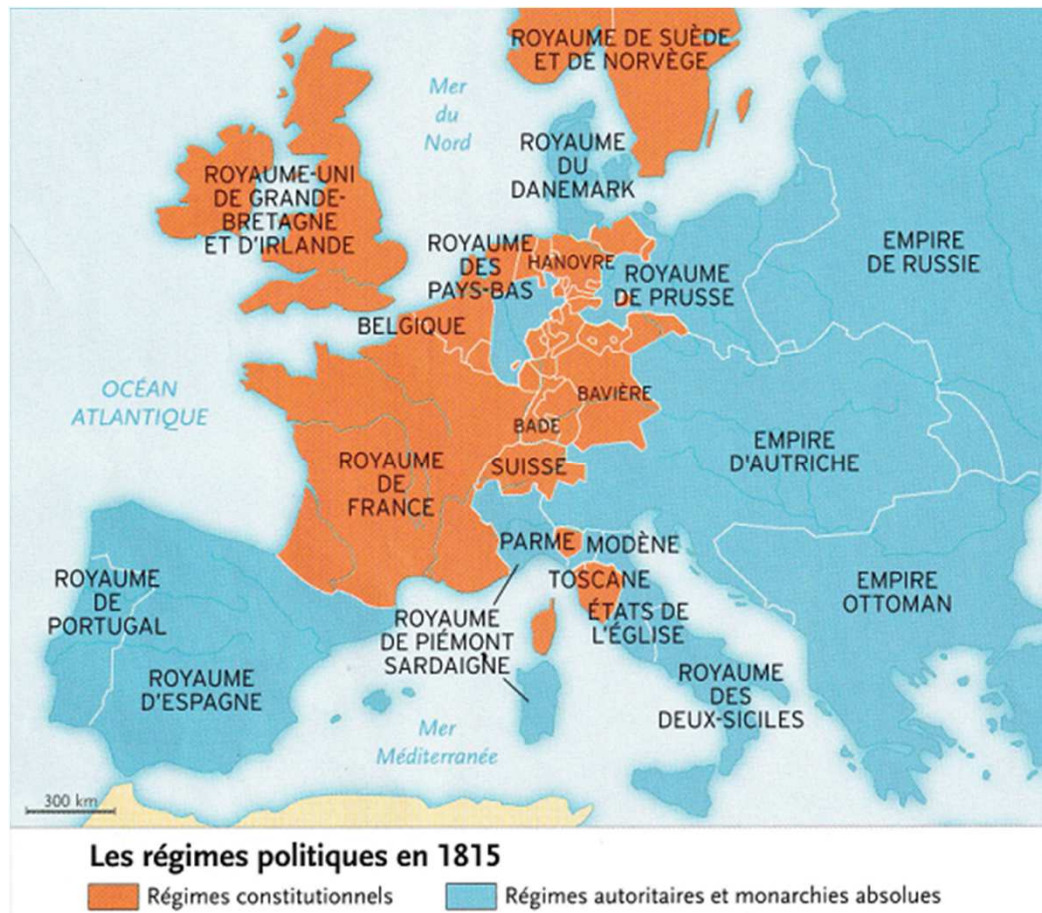 ROYAUME DE SUÈDE
ET DE NORVÈGE
Mer
du
Nord
ROYAUME
DU
DANEMARK
ROYAUME-UNI
DE GRANDE-
BRETAGNE
ET D'IRLANDE
ROYAUME
DES
PAYS-BAS
HANOVRE
ROYAUME
DE PRUSSE
EMPIRE
DE RUSSIE
BELGIQUE
OCÉAN
ATLANTIQUE
BAVIÈRE
BADE
EMPIRE
D'AUTRICHE
ROYAUME
DE
FRANCE
SUISSE
PARME
MODÈNE
TOSCANE
ÉTATS DE
L'ÉGLISE
EMPIRE
OTTOMAN
ROYAUME
DE
PORTUGAL
ROYAUME
DE PIÉMONT
SARDAIGNE
ROYAUME
D'ESPAGNE
ROYAUME
DES
DEUX-SICILES
Mer
Méditerranée
300 km
Les régimes politiques en 1815
Régimes constitutionnels
Régimes autoritaires et monarchies absolues